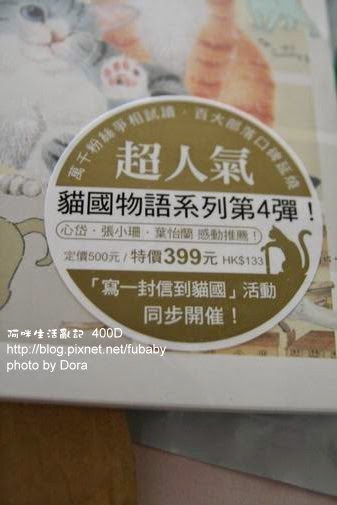 萬千粉絲爭相試讀‧百大部落口碑延燒
超人氣
貓國物語系列第4彈！
心岱‧張小珊‧葉怡蘭 感動推薦！
定價500元 / 特價399元 HK$133
「寫一封信到貓國」活動
同步開催！
阿咪生活亂記 400D
http://blog.pixnet.net/fubaby
photo by Dora